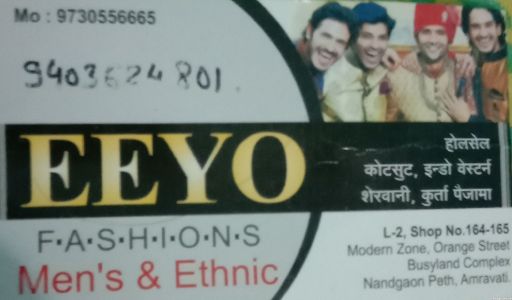 Mo : 9730556665
9403624801.
EEYO
F·A·S·H·I·O·N·S
Men's & Ethnic
होलसेल
कोटसुट, इन्डो वेस्टर्न
शेरवानी, कुर्ता पैजामा
L-2, Shop No.164-165
Modern Zone, Orange Street
Busyland Complex
Nandgaon Peth, Amravati.